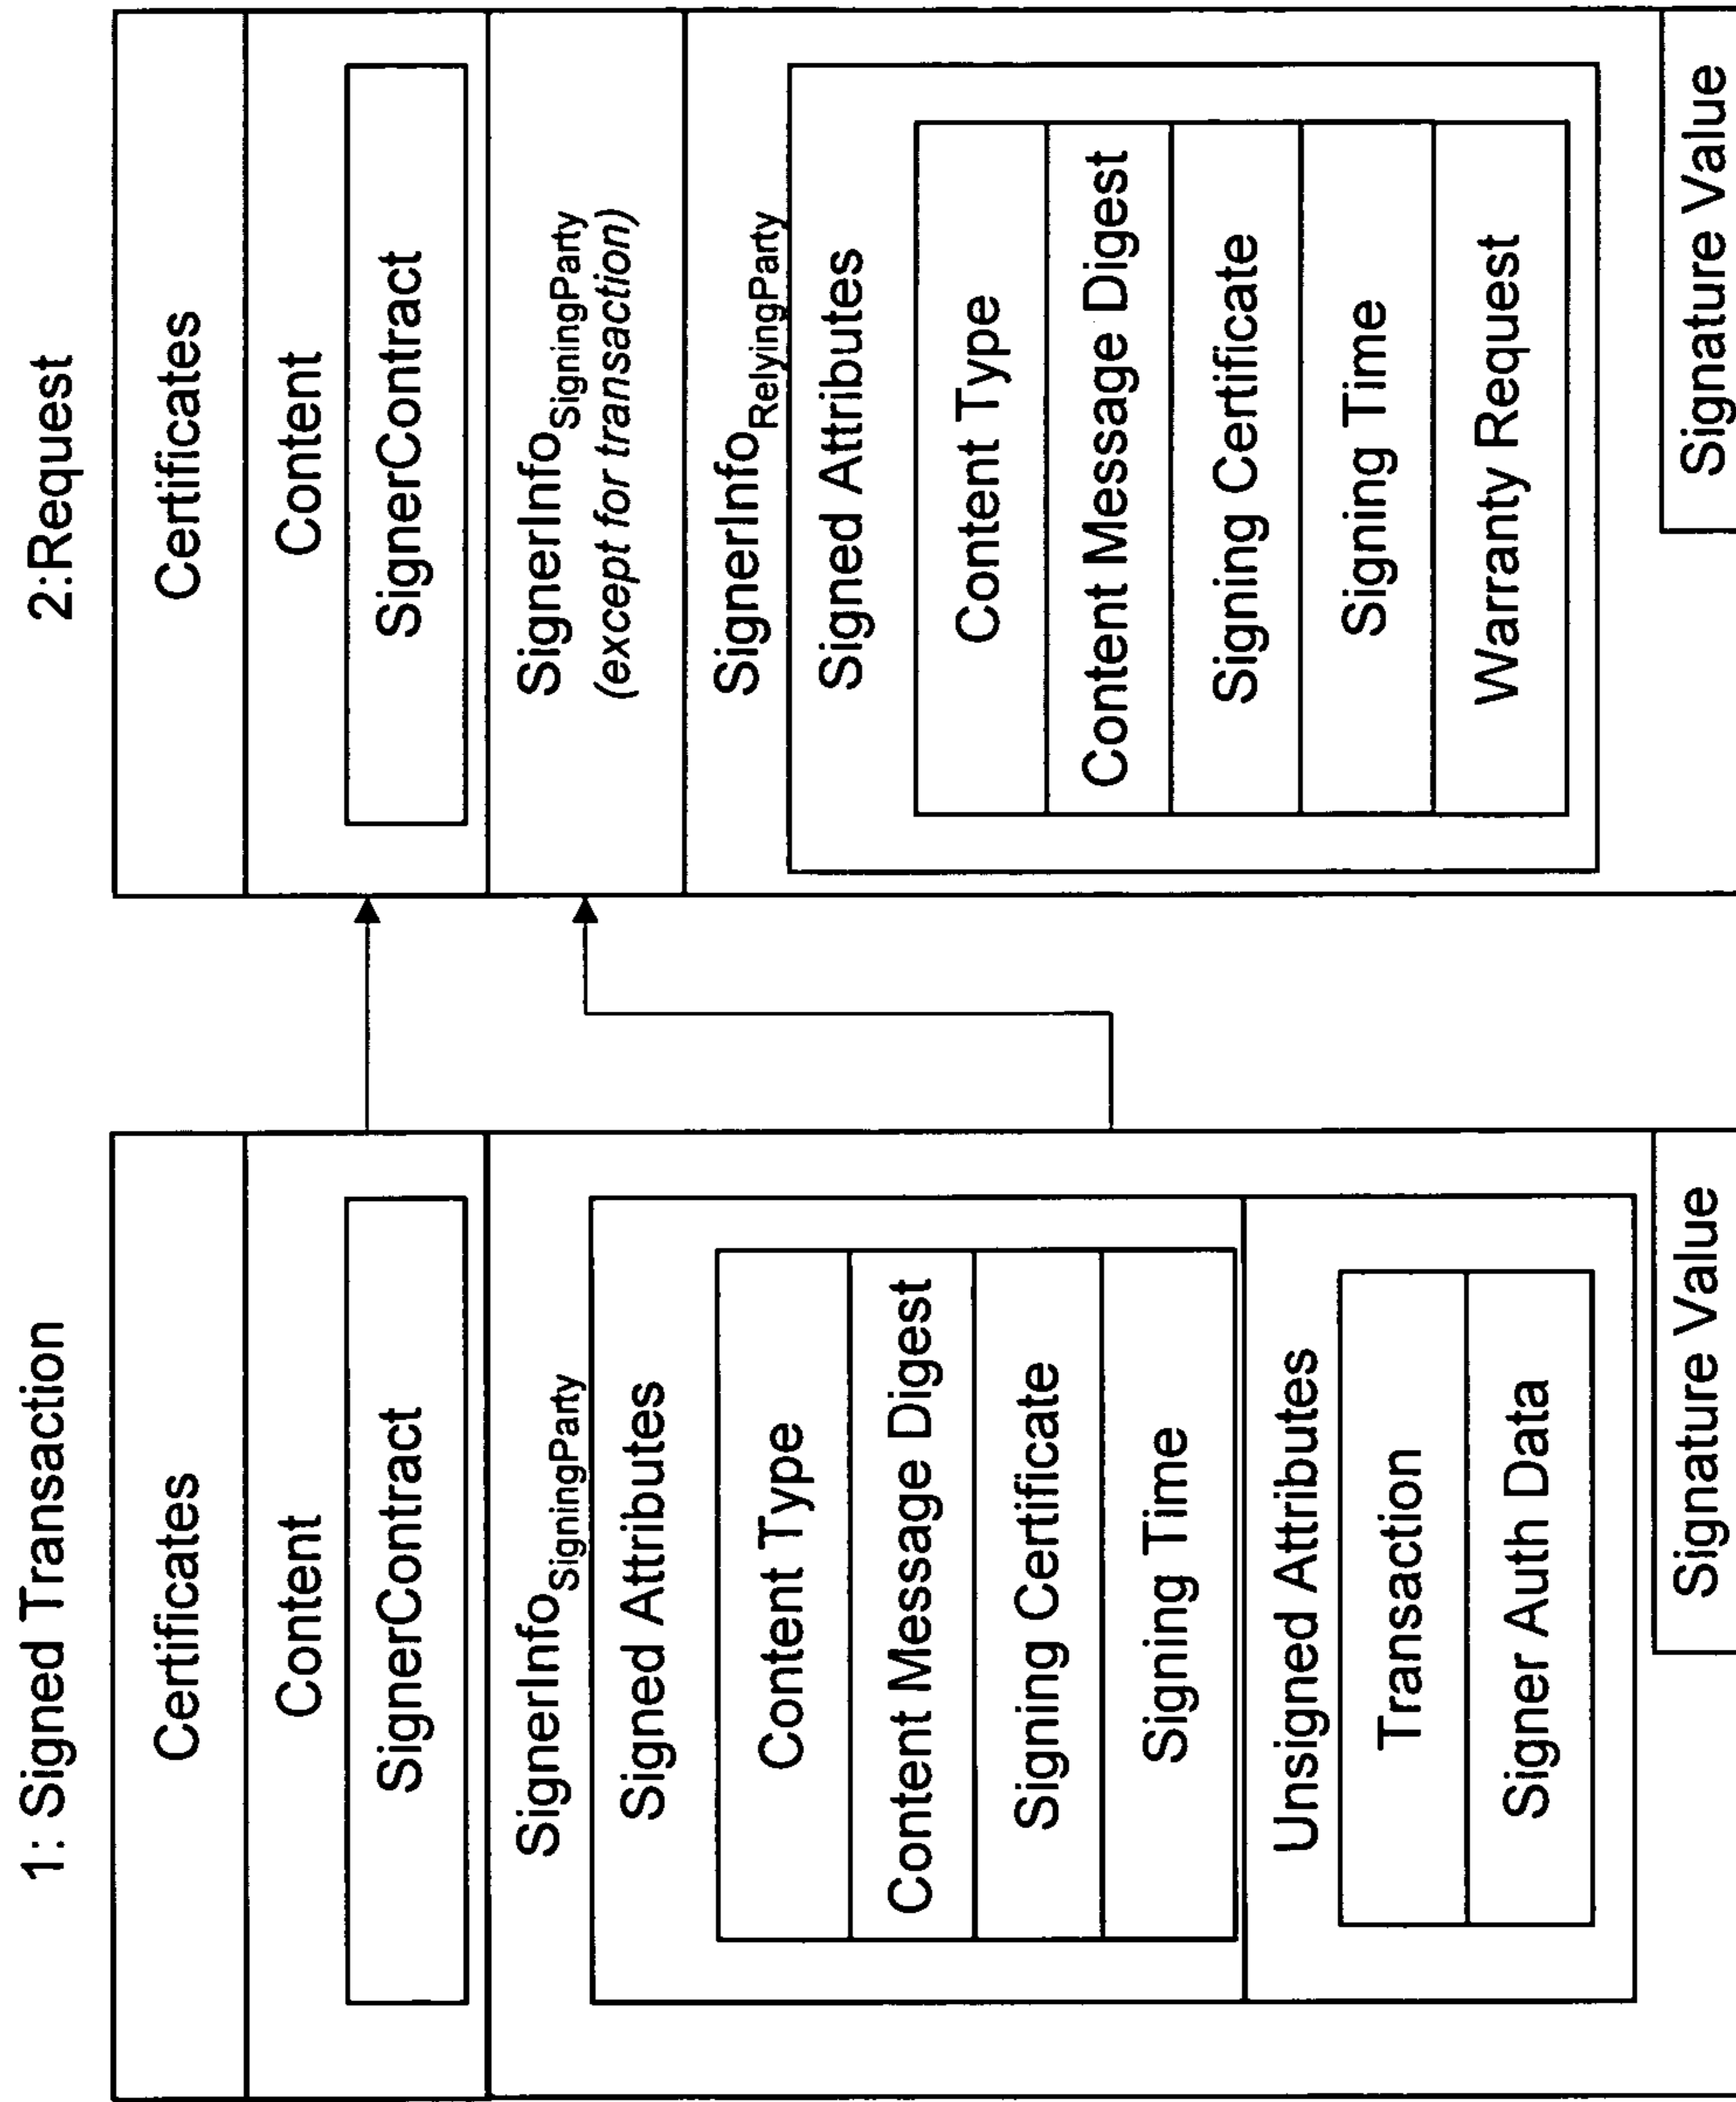 1: Signed Transaction
Certificates
Content
SignerContract
SignerInfoSigningParty
Signed Attributes
Content Type
Content Message Digest
Signing Certificate
Signing Time
Unsigned Attributes
Transaction
Signer Auth Data
Signature Value
2:Request
Certificates
Content
SignerContract
SignerInfoSigningParty
(except for transaction)
SignerInfoRelyingParty
Signed Attributes
Content Type
Content Message Digest
Signing Certificate
Signing Time
Warranty Request
Signature Value